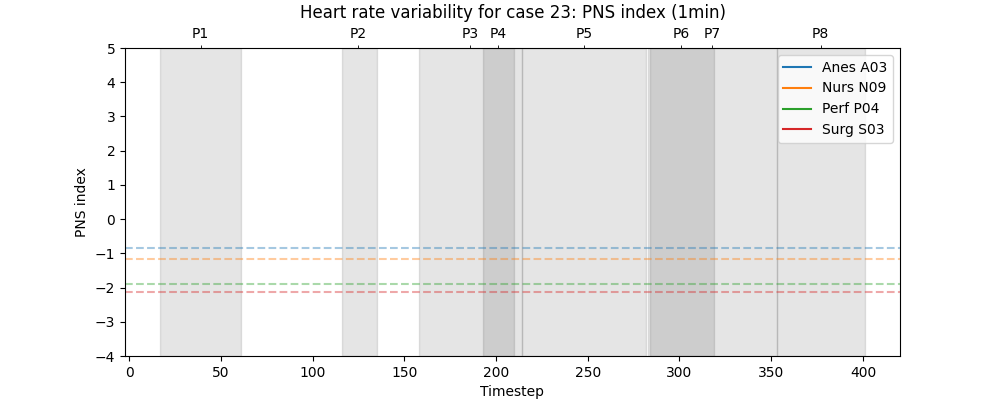 Heart rate variability for case 23: PNS index (1min)
P1 P2 P3 P4 P5 P6 P7 P8
5
4
3
2
1
0
−1
−2
−3
−4
PNS index
Anes A03
Nurs N09
Perf P04
Surg S03
0 50 100 150 200 250 300 350 400
Timestep